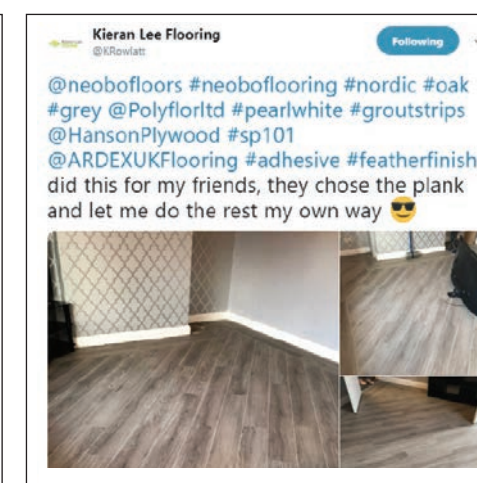 Kieran Lee Flooring
@KRowlatt
Following
@neobofloors #neoboflooring #nordic #oak
#grey @Polyflorltd #pearlwhite #groutstrips
@HansonPlywood #sp101
@ARDEXUKFlooring #adhesive #featherfinish
did this for my friends, they chose the plank
and let me do the rest my own way 😎